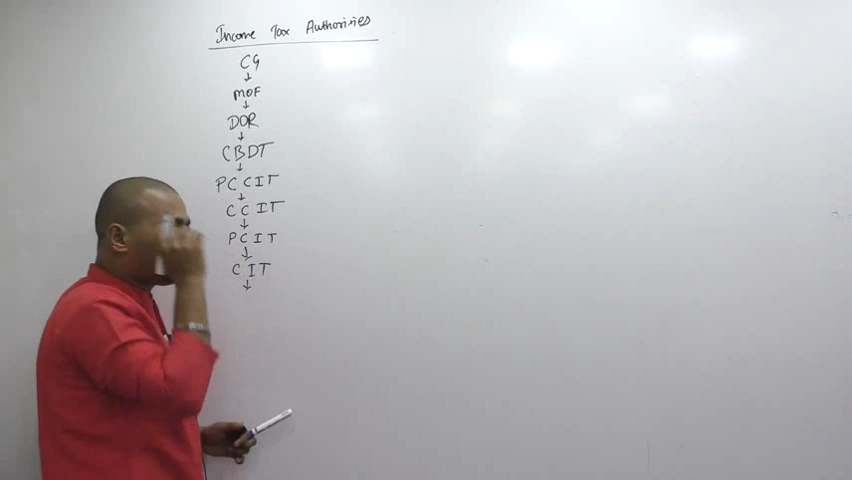 Income Tax Authorities
CG
↓
MOF
↓
DOR
↓
CBDT
↓
PCCIT
↓
CCIT
↓
PCIT
↓
CIT
↓